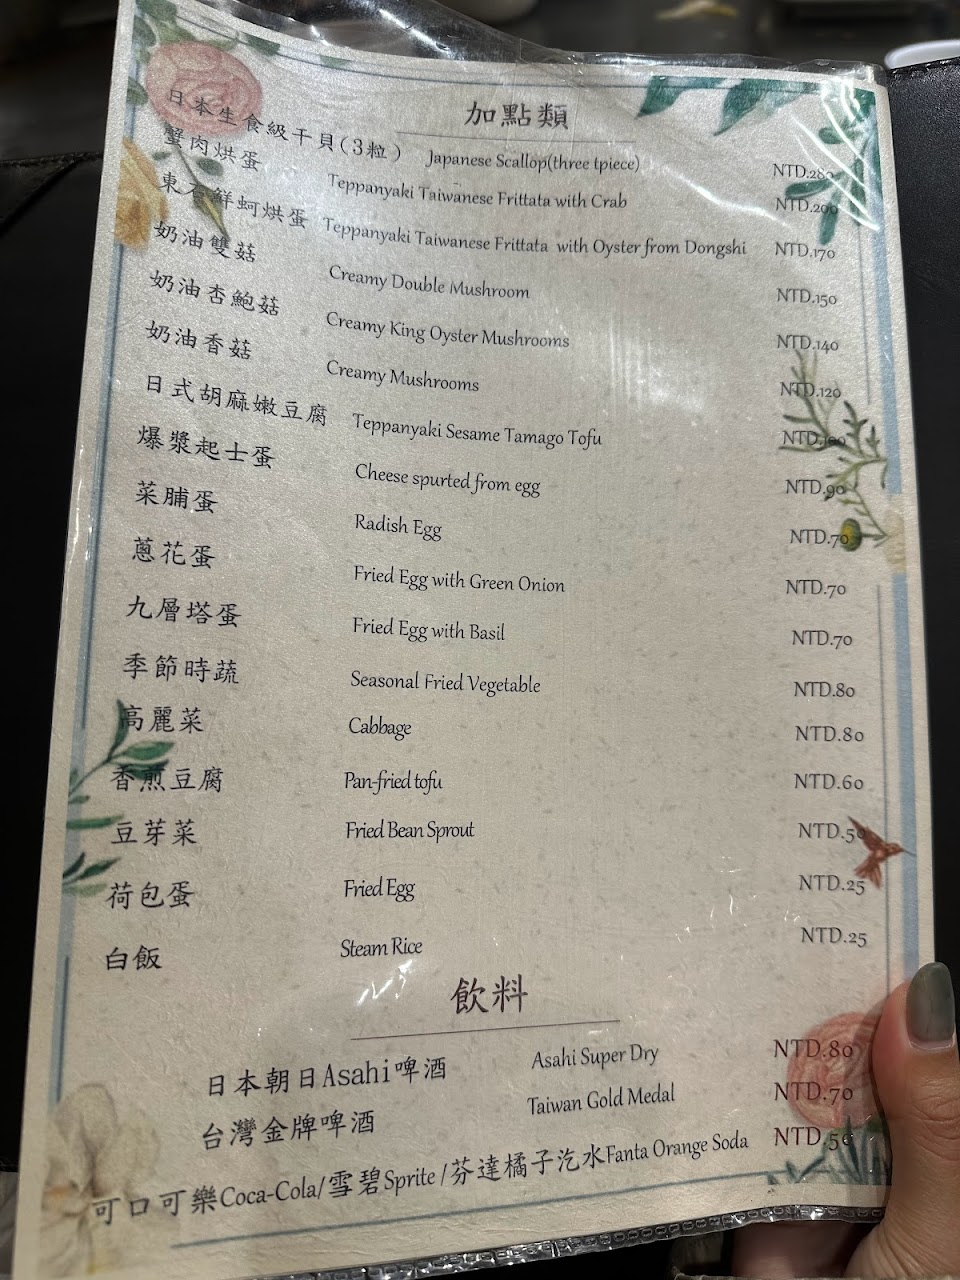 加點類
日本生食級干貝(3粒) Japanese Scallop(three tpiece) NTD.280
蟹肉烘蛋 Teppanyaki Taiwanese Frittata with Crab NTD.200
東石鮮蚵烘蛋 Teppanyaki Taiwanese Frittata with Oyster from Dongshi NTD.170
奶油雙菇 Creamy Double Mushroom NTD.150
奶油杏鮑菇 Creamy King Oyster Mushrooms NTD.140
奶油香菇 Creamy Mushrooms NTD.120
日式胡麻嫩豆腐 Teppanyaki Sesame Tamago Tofu NTD.100
爆漿起士蛋 Cheese spurted from egg NTD.90
菜脯蛋 Radish Egg NTD.70
蔥花蛋 Fried Egg with Green Onion NTD.70
九層塔蛋 Fried Egg with Basil NTD.70
季節時蔬 Seasonal Fried Vegetable NTD.80
高麗菜 Cabbage NTD.80
香煎豆腐 Pan-fried tofu NTD.60
豆芽菜 Fried Bean Sprout NTD.50
荷包蛋 Fried Egg NTD.25
白飯 Steam Rice NTD.25
飲料
日本朝日Asahi啤酒 Asahi Super Dry NTD.80
台灣金牌啤酒 Taiwan Gold Medal NTD.70
可口可樂Coca-Cola/雪碧Sprite /芬達橘子汽水Fanta Orange Soda NTD.50